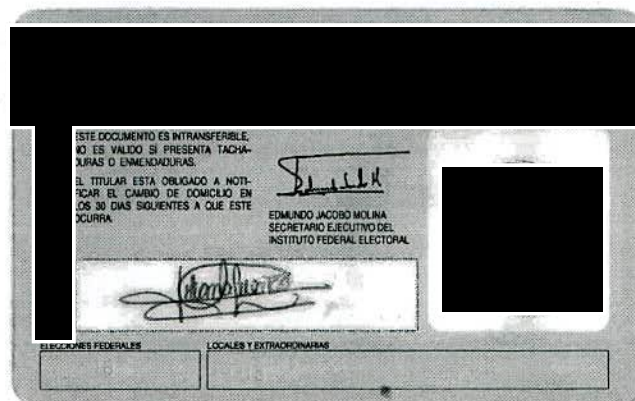 ESTE DOCUMENTO ES INTRANSFERIBLE,
NO ES VALIDO SI PRESENTA TACHA-
DURAS O ENMENDADURAS.
EL TITULAR ESTA OBLIGADO A NOTI-
FICAR EL CAMBIO DE DOMICILIO EN
LOS 30 DIAS SIGUIENTES A QUE ESTE
OCURRA.
EDMUNDO JACOBO MOLINA
SECRETARIO EJECUTIVO DEL
INSTITUTO FEDERAL ELECTORAL
ELECCIONES FEDERALES
LOCALES Y EXTRAORDINARIAS